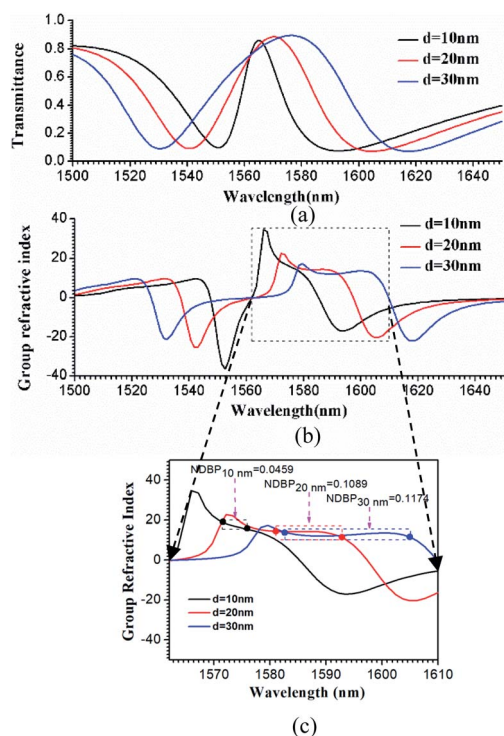 (a)
Transmittance
1.0
0.8
0.6
0.4
0.2
0.0
d=10nm
d=20nm
d=30nm
1500 1520 1540 1560 1580 1600 1620 1640
Wavelength(nm)
(a)
Group refractive index
40
20
0
-20
-40
d=10nm
d=20nm
d=30nm
1500 1520 1540 1560 1580 1600 1620 1640
Wavelength(nm)
(b)
Group Refractive Index
40
20
0
-20
-40
NDBP10 nm=0.0459
NDBP20 nm=0.1089
NDBP30 nm=0.1174
d=10nm
d=20nm
d=30nm
1570 1580 1590 1600 1610
Wavelength (nm)
(c)